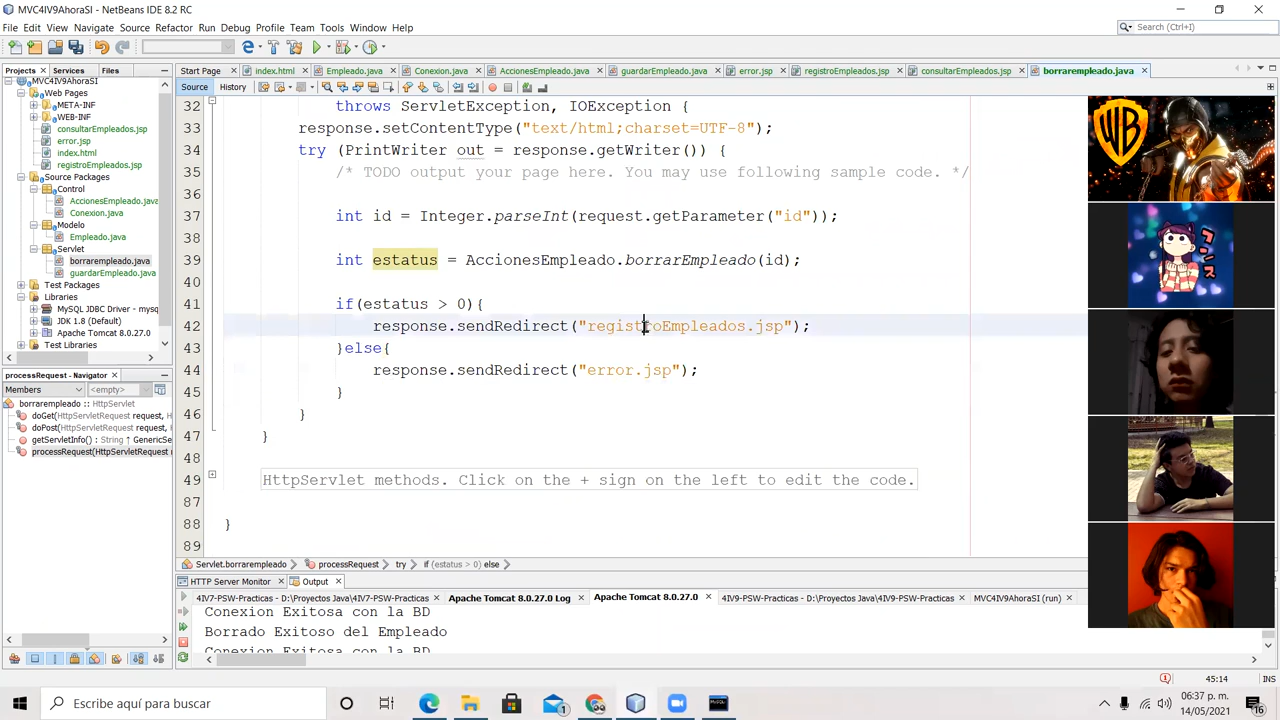 MVC4IV9AhoraSI - NetBeans IDE 8.2 RC
File Edit View Navigate Source Refactor Run Debug Profile Team Tools Window Help
Search (Ctrl+I)
Projects Services Files
Start Page index.html Empleado.java Conexion.java AccionesEmpleado.java guardarEmpleado.java error.jsp registroEmpleados.jsp consultarEmpleados.jsp borrarempleado.java
MVC4IV9AhoraSI
Web Pages
META-INF
WEB-INF
consultarEmpleados.jsp
error.jsp
index.html
registroEmpleados.jsp
Source Packages
Control
AccionesEmpleado.java
Conexion.java
Modelo
Empleado.java
Servlet
borrarempleado.java
guardarEmpleado.java
Test Packages
Libraries
MySQL JDBC Driver - mysq
JDK 1.8 (Default)
Apache Tomcat 8.0.27.0
Test Libraries
processRequest - Navigator
Members <empty>
borrarempleado :: HttpServlet
doGet(HttpServletRequest request,
doPost(HttpServletRequest request,
getServletInfo() : String ↑ GenericSe
processRequest(HttpServletRequest r
Source History
32 throws ServletException, IOException {
33 response.setContentType("text/html;charset=UTF-8");
34 try (PrintWriter out = response.getWriter()) {
35 /* TODO output your page here. You may use following sample code. */
36
37 int id = Integer.parseInt(request.getParameter("id"));
38
39 int estatus = AccionesEmpleado.borrarEmpleado(id);
40
41 if(estatus > 0){
42 response.sendRedirect("registroEmpleados.jsp");
43 }else{
44 response.sendRedirect("error.jsp");
45 }
46 }
47 }
48
49 HttpServlet methods. Click on the + sign on the left to edit the code.
87
88 }
89
WB
コンンス
Servlet.borrarempleado processRequest try if (estatus > 0) else
HTTP Server Monitor Output
4IV7-PSW-Practicas - D:\Proyectos Java\4IV7-PSW-Practicas Apache Tomcat 8.0.27.0 Log Apache Tomcat 8.0.27.0 4IV9-PSW-Practicas - D:\Proyectos Java\4IV9-PSW-Practicas MVC4IV9AhoraSI (run)
Conexion Exitosa con la BD
Borrado Exitoso del Empleado
Conexion Exitosa con la BD
45:14 INS
Escribe aquí para buscar
06:37 p. m.
14/05/2021
16